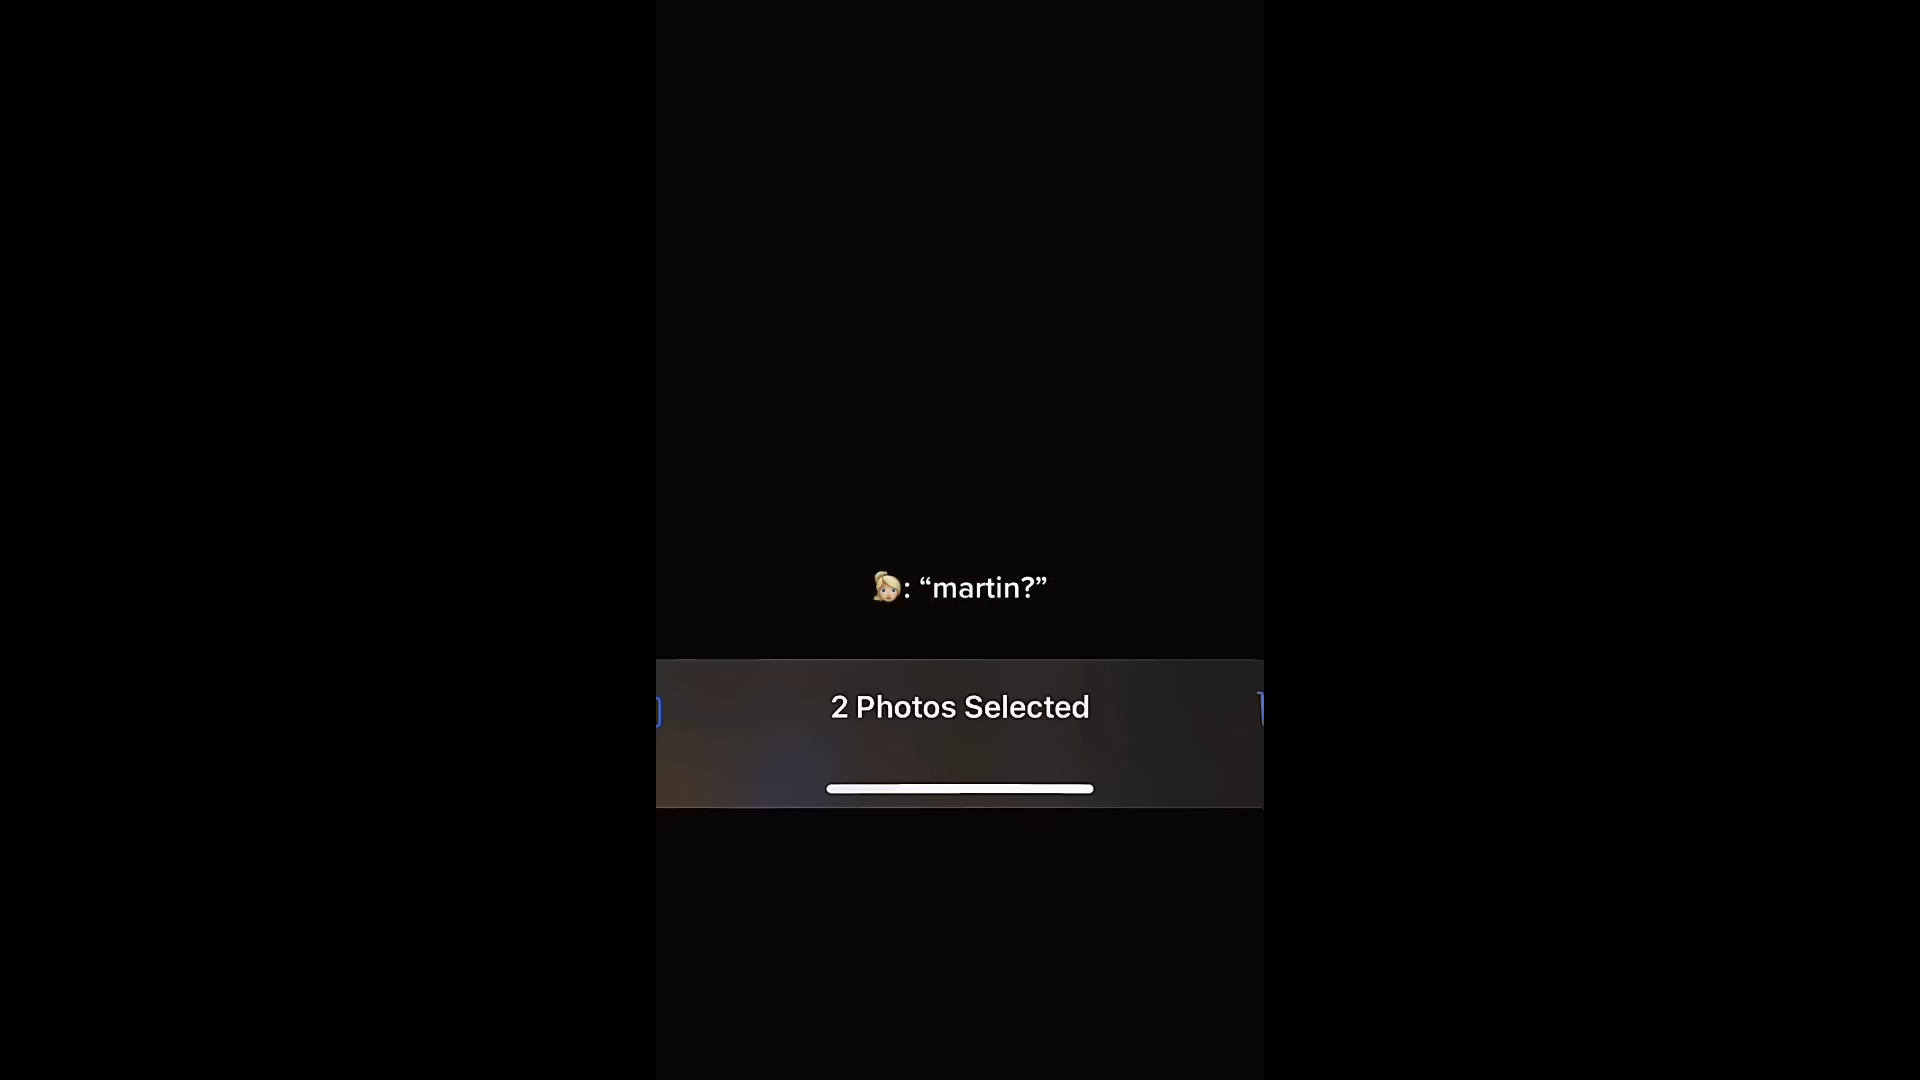 👱🏼‍♀️: “martin?”
2 Photos Selected